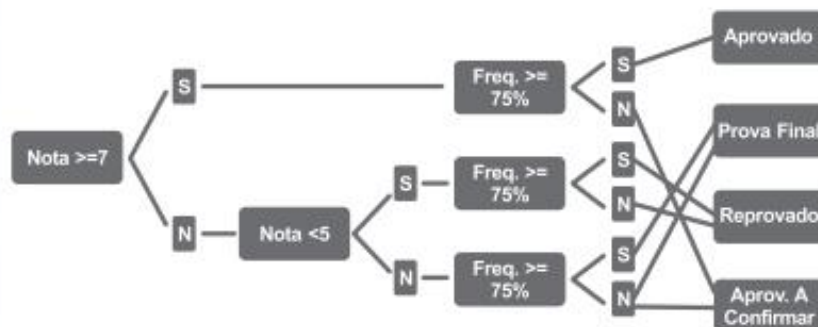 Nota >=7
S
N
Nota <5
S
N
Freq. >=
75%
Freq. >=
75%
Freq. >=
75%
S
N
S
N
S
N
Aprovado
Prova Final
Reprovado
Aprov. A
Confirmar